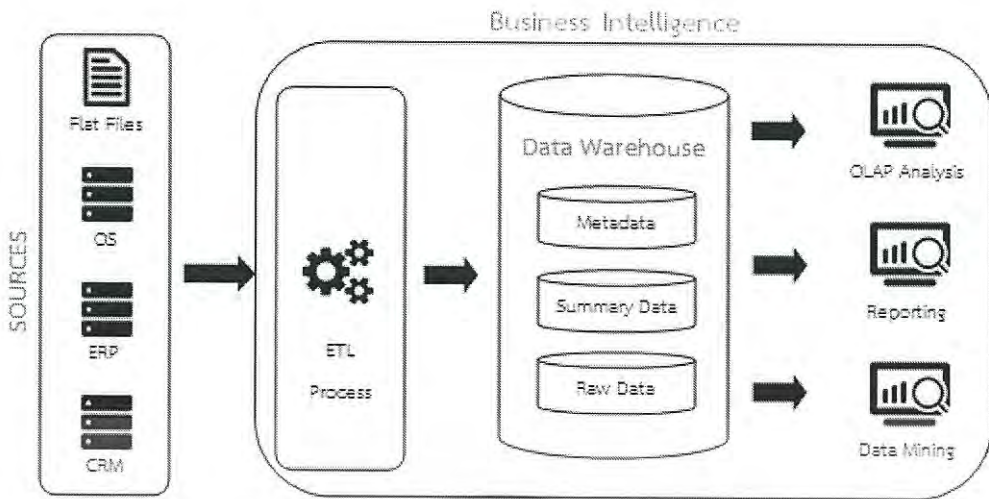 Business Intelligence
SOURCES
Flat Files
OS
ERP
CRM
ETL
Process
Data Warehouse
Metadata
Summary Data
Raw Data
OLAP Analysis
Reporting
Data Mining